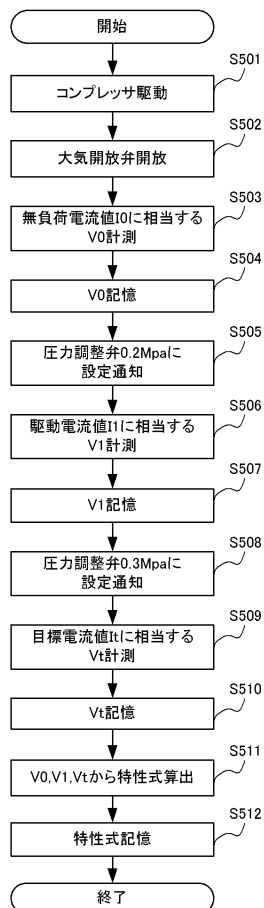 開始
S501
コンプレッサ駆動
S502
大気開放弁開放
S503
無負荷電流値I0に相当する
V0計測
S504
V0記憶
S505
圧力調整弁0.2Mpaに
設定通知
S506
駆動電流値I1に相当する
V1計測
S507
V1記憶
S508
圧力調整弁0.3Mpaに
設定通知
S509
目標電流値Itに相当する
Vt計測
S510
Vt記憶
S511
V0,V1,Vtから特性式算出
S512
特性式記憶
終了